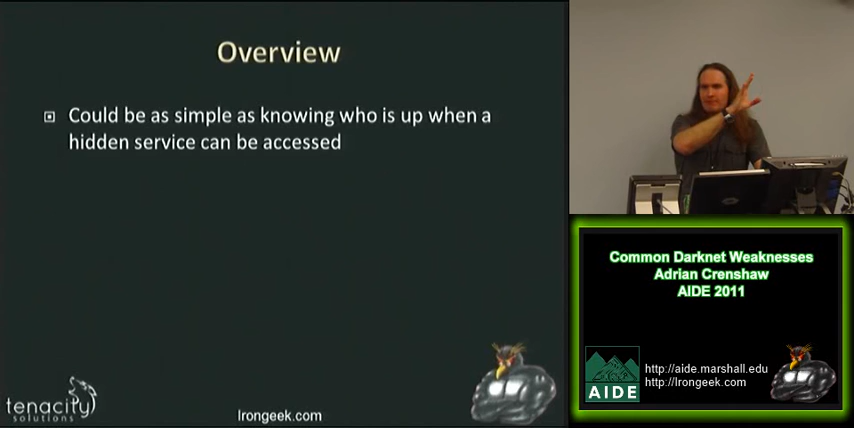 Overview
Could be as simple as knowing who is up when a
hidden service can be accessed
tenacity
solutions
Irongeek.com
Common Darknet Weaknesses
Adrian Crenshaw
AIDE 2011
AIDE
http://aide.marshall.edu
http://Irongeek.com